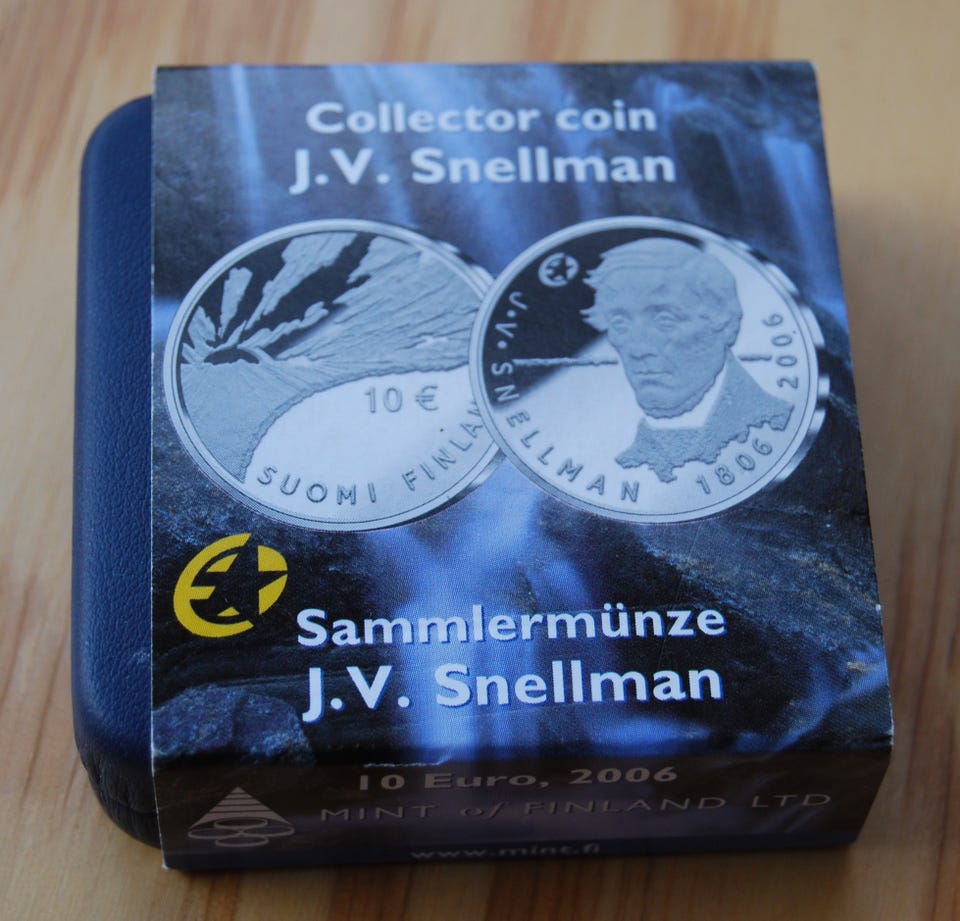 Collector coin
J.V. Snellman
10 €
SUOMI FINLAN
J.V. SNELLMAN 1806 2006
Sammlermünze
J.V. Snellman
10 Euro, 2006
MINT of FINLAND LTD
www.mint.fi